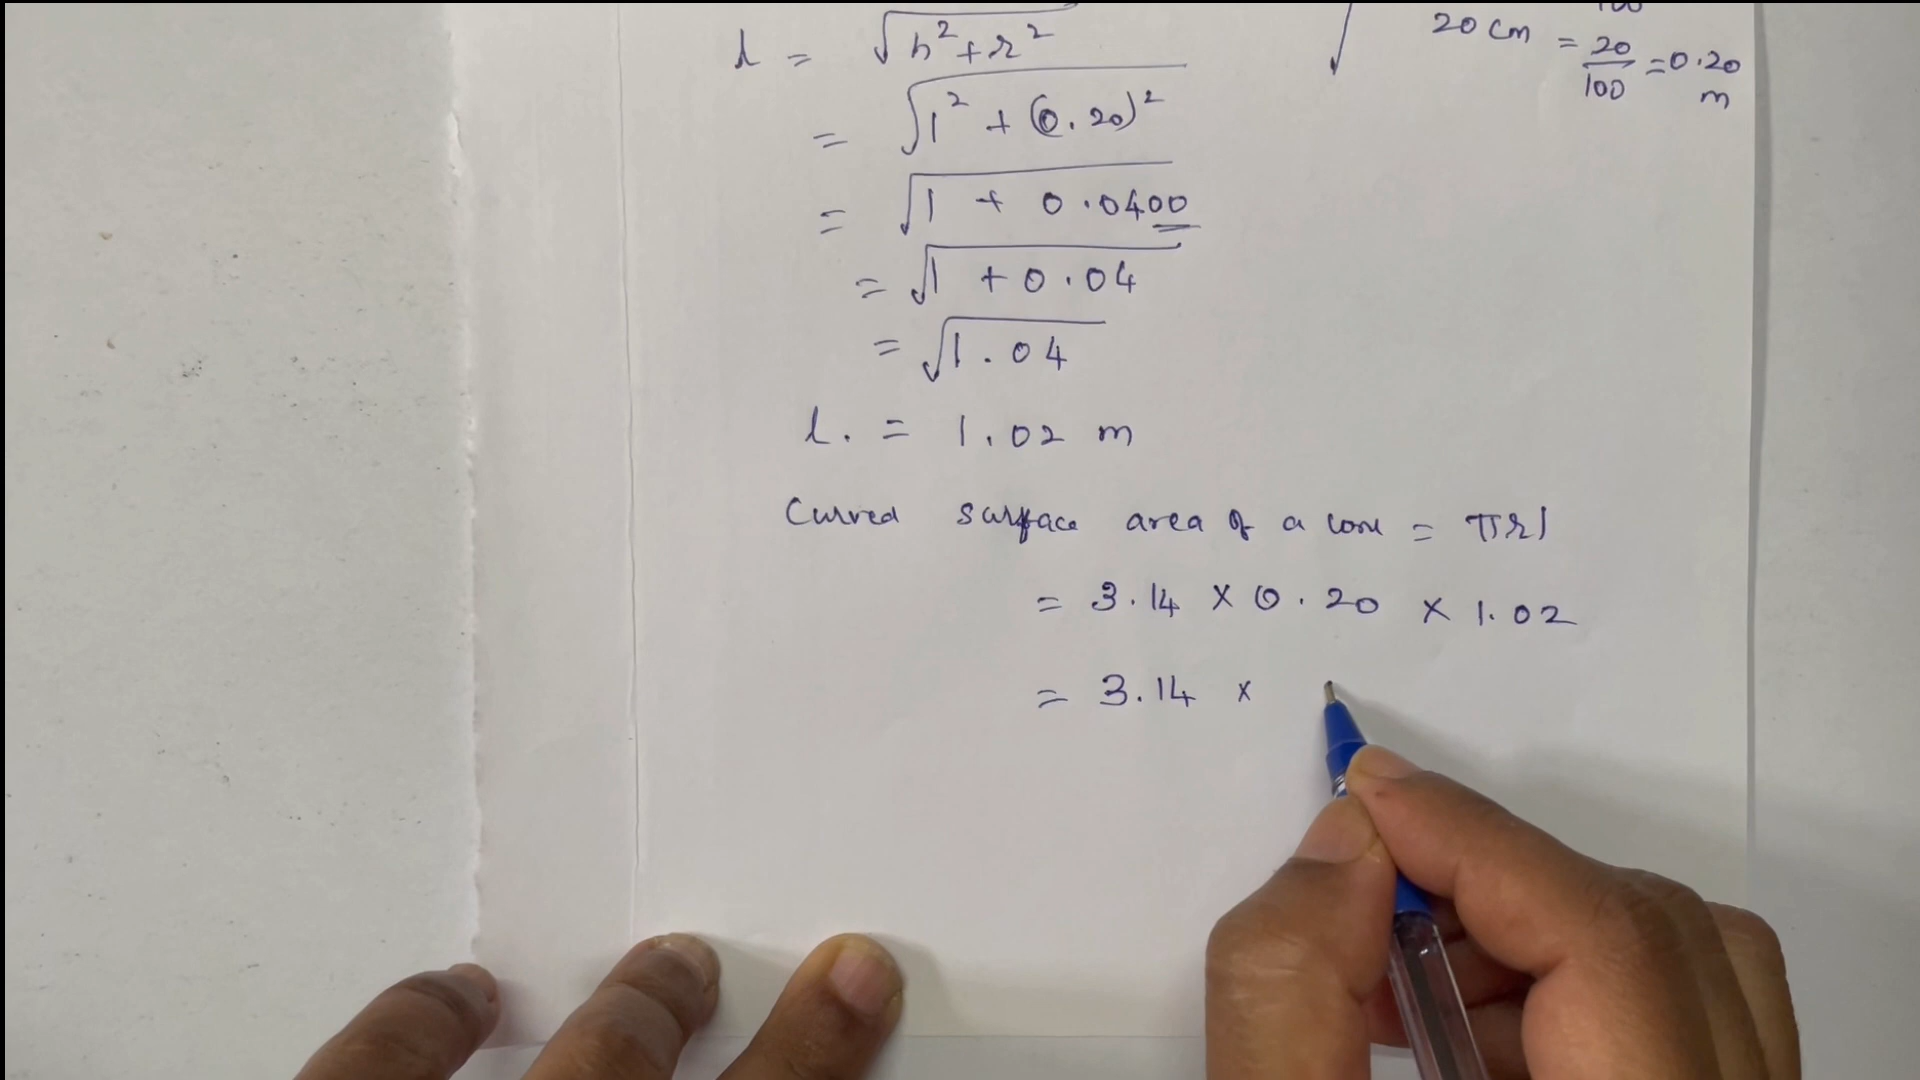 l = √h²+r²
= √1² + (0.20)²
= √1 + 0.0400
= √1 + 0.04
= √1.04
l. = 1.02 m
Curved surface area of a cone = πrl
= 3.14 × 0.20 × 1.02
= 3.14 ×
100
20 cm = 20/100 = 0.20 m